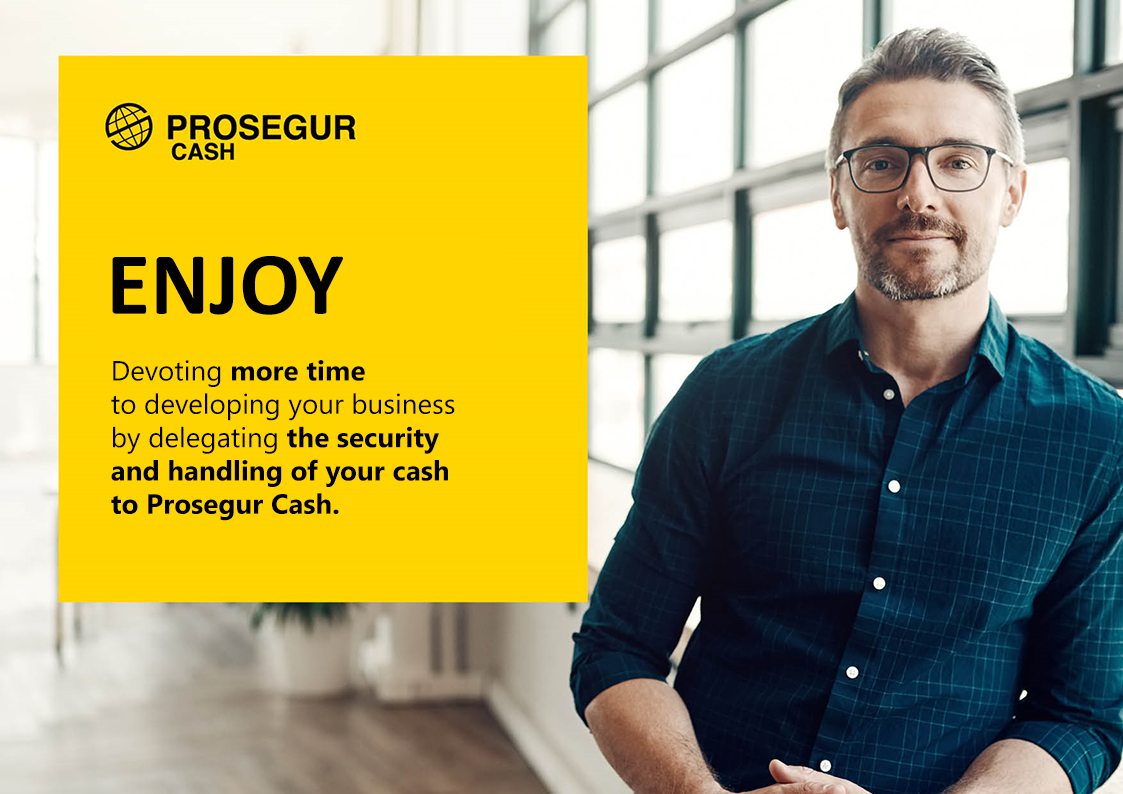 PROSEGUR
CASH
ENJOY
Devoting more time
to developing your business
by delegating the security
and handling of your cash
to Prosegur Cash.